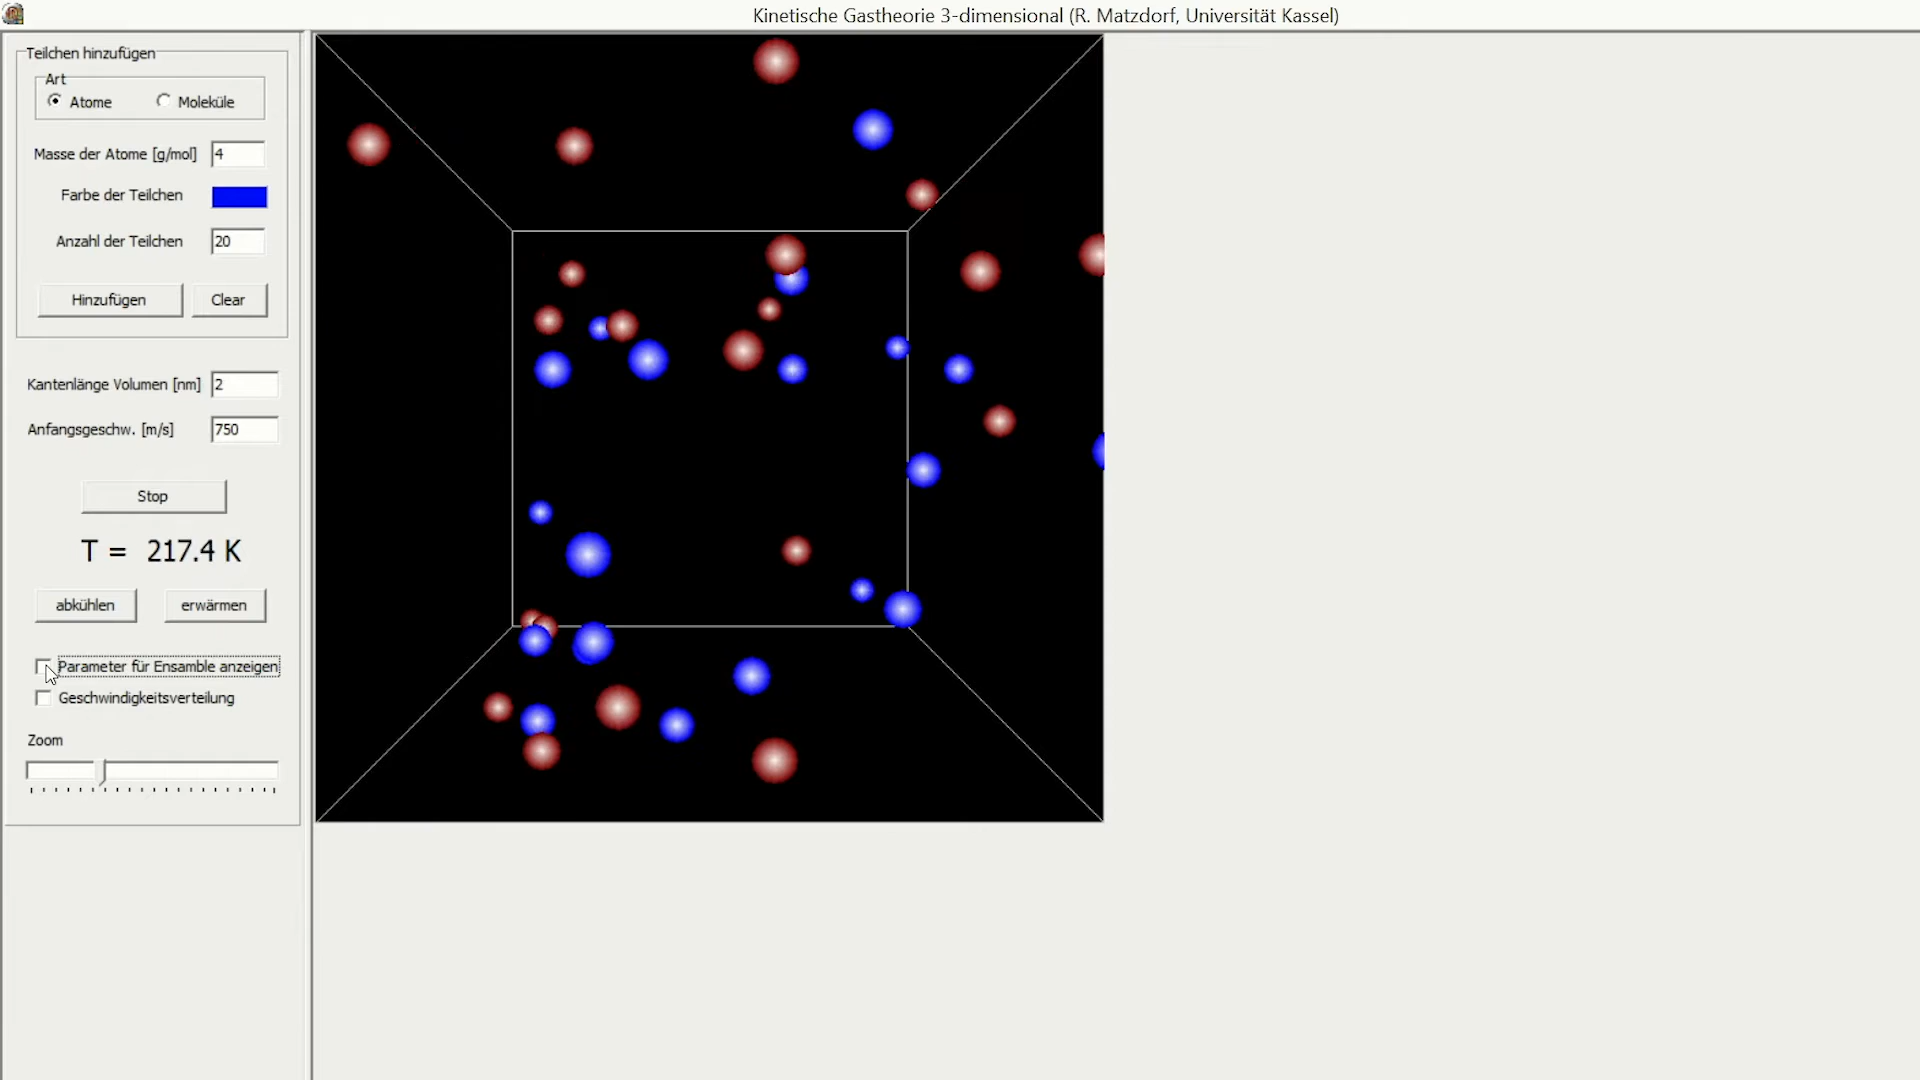 Kinetische Gastheorie 3-dimensional (R. Matzdorf, Universität Kassel)
Teilchen hinzufügen
Art
Atome Moleküle
Masse der Atome [g/mol] 4
Farbe der Teilchen
Anzahl der Teilchen 20
Hinzufügen Clear
Kantenlänge Volumen [nm] 2
Anfangsgeschw. [m/s] 750
Stop
T = 217.4 K
abkühlen erwärmen
Parameter für Ensamble anzeigen
Geschwindigkeitsverteilung
Zoom